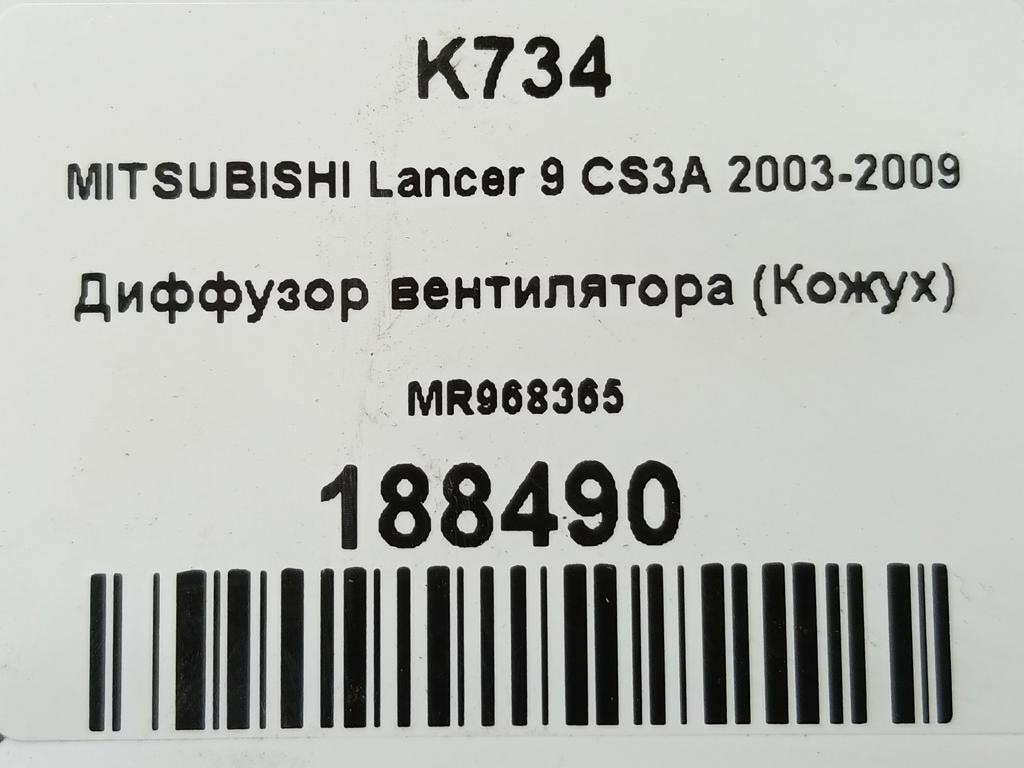 K734
MITSUBISHI Lancer 9 CS3A 2003-2009
Диффузор вентилятора (Кожух)
MR968365
188490